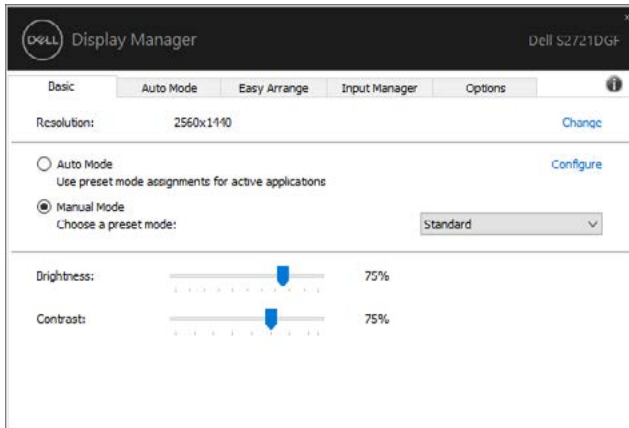 DELL Display Manager
Dell S2721DGF
Basic
Auto Mode
Easy Arrange
Input Manager
Options
Resolution:
2560x1440
Change
Auto Mode
Configure
Use preset mode assignments for active applications
Manual Mode
Choose a preset mode:
Standard
Brightness:
75%
Contrast:
75%